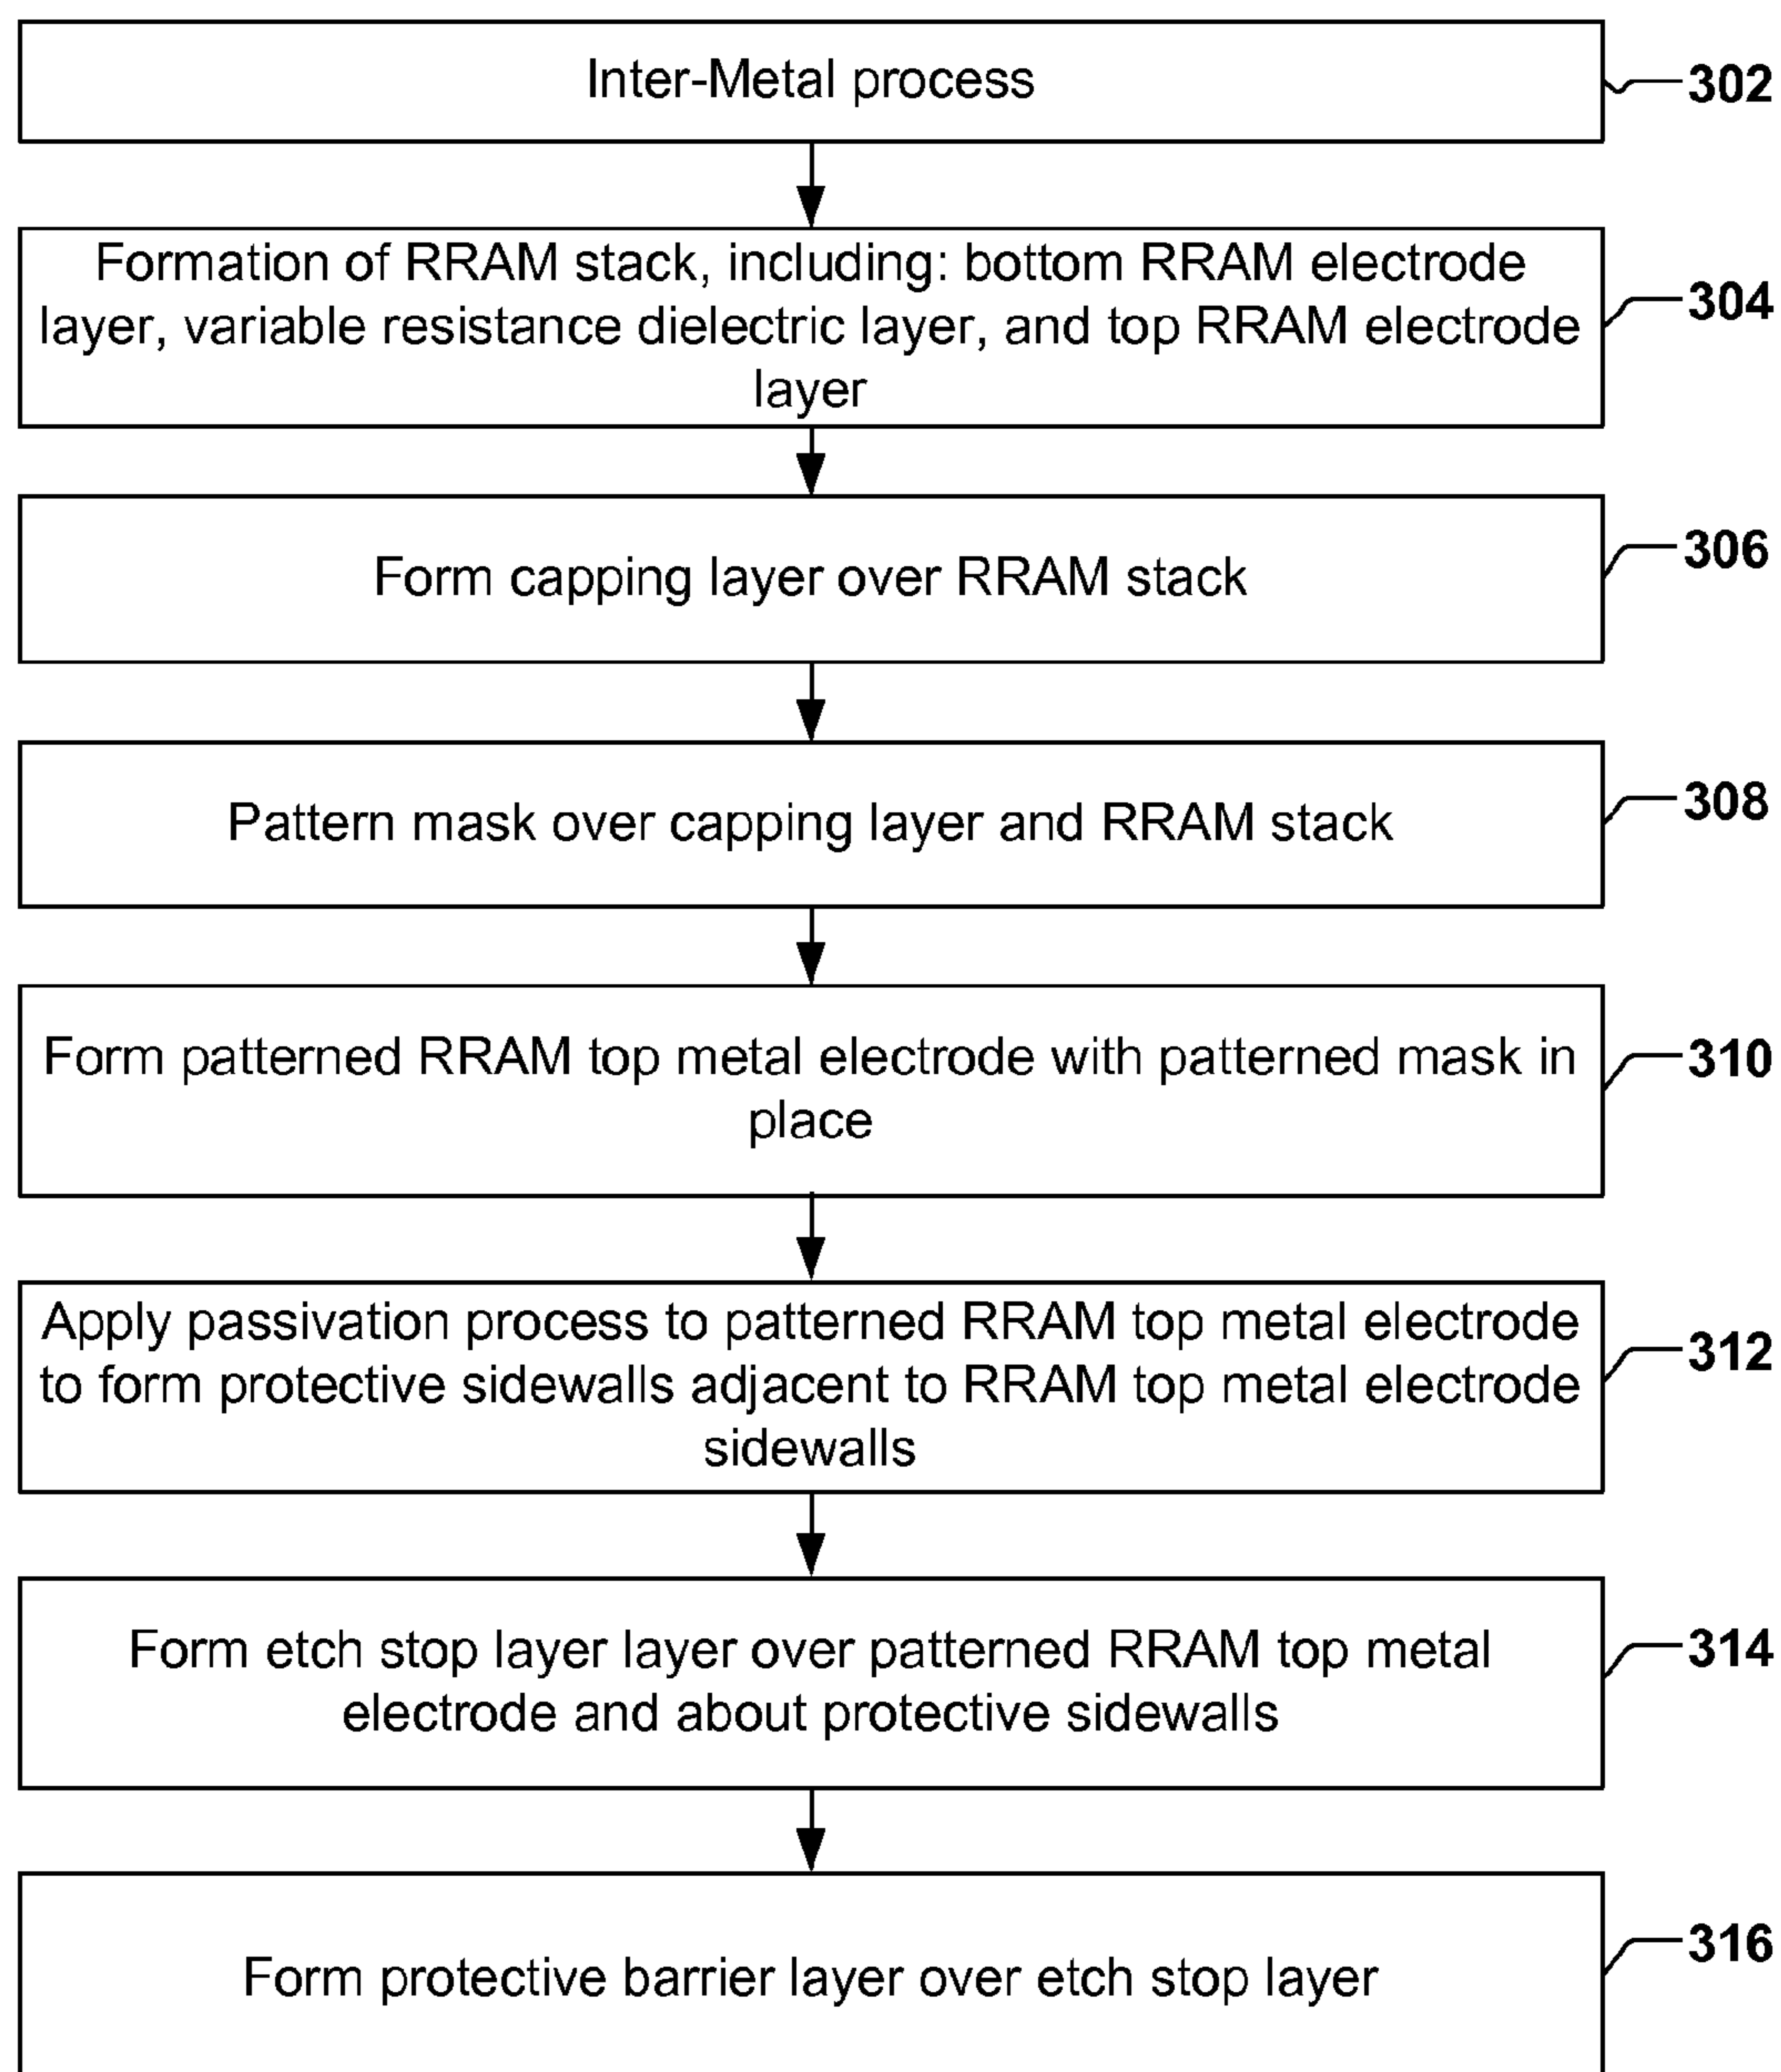 Inter-Metal process
302
Formation of RRAM stack, including: bottom RRAM electrode
layer, variable resistance dielectric layer, and top RRAM electrode
layer
304
Form capping layer over RRAM stack
306
Pattern mask over capping layer and RRAM stack
308
Form patterned RRAM top metal electrode with patterned mask in
place
310
Apply passivation process to patterned RRAM top metal electrode
to form protective sidewalls adjacent to RRAM top metal electrode
sidewalls
312
Form etch stop layer layer over patterned RRAM top metal
electrode and about protective sidewalls
314
Form protective barrier layer over etch stop layer
316